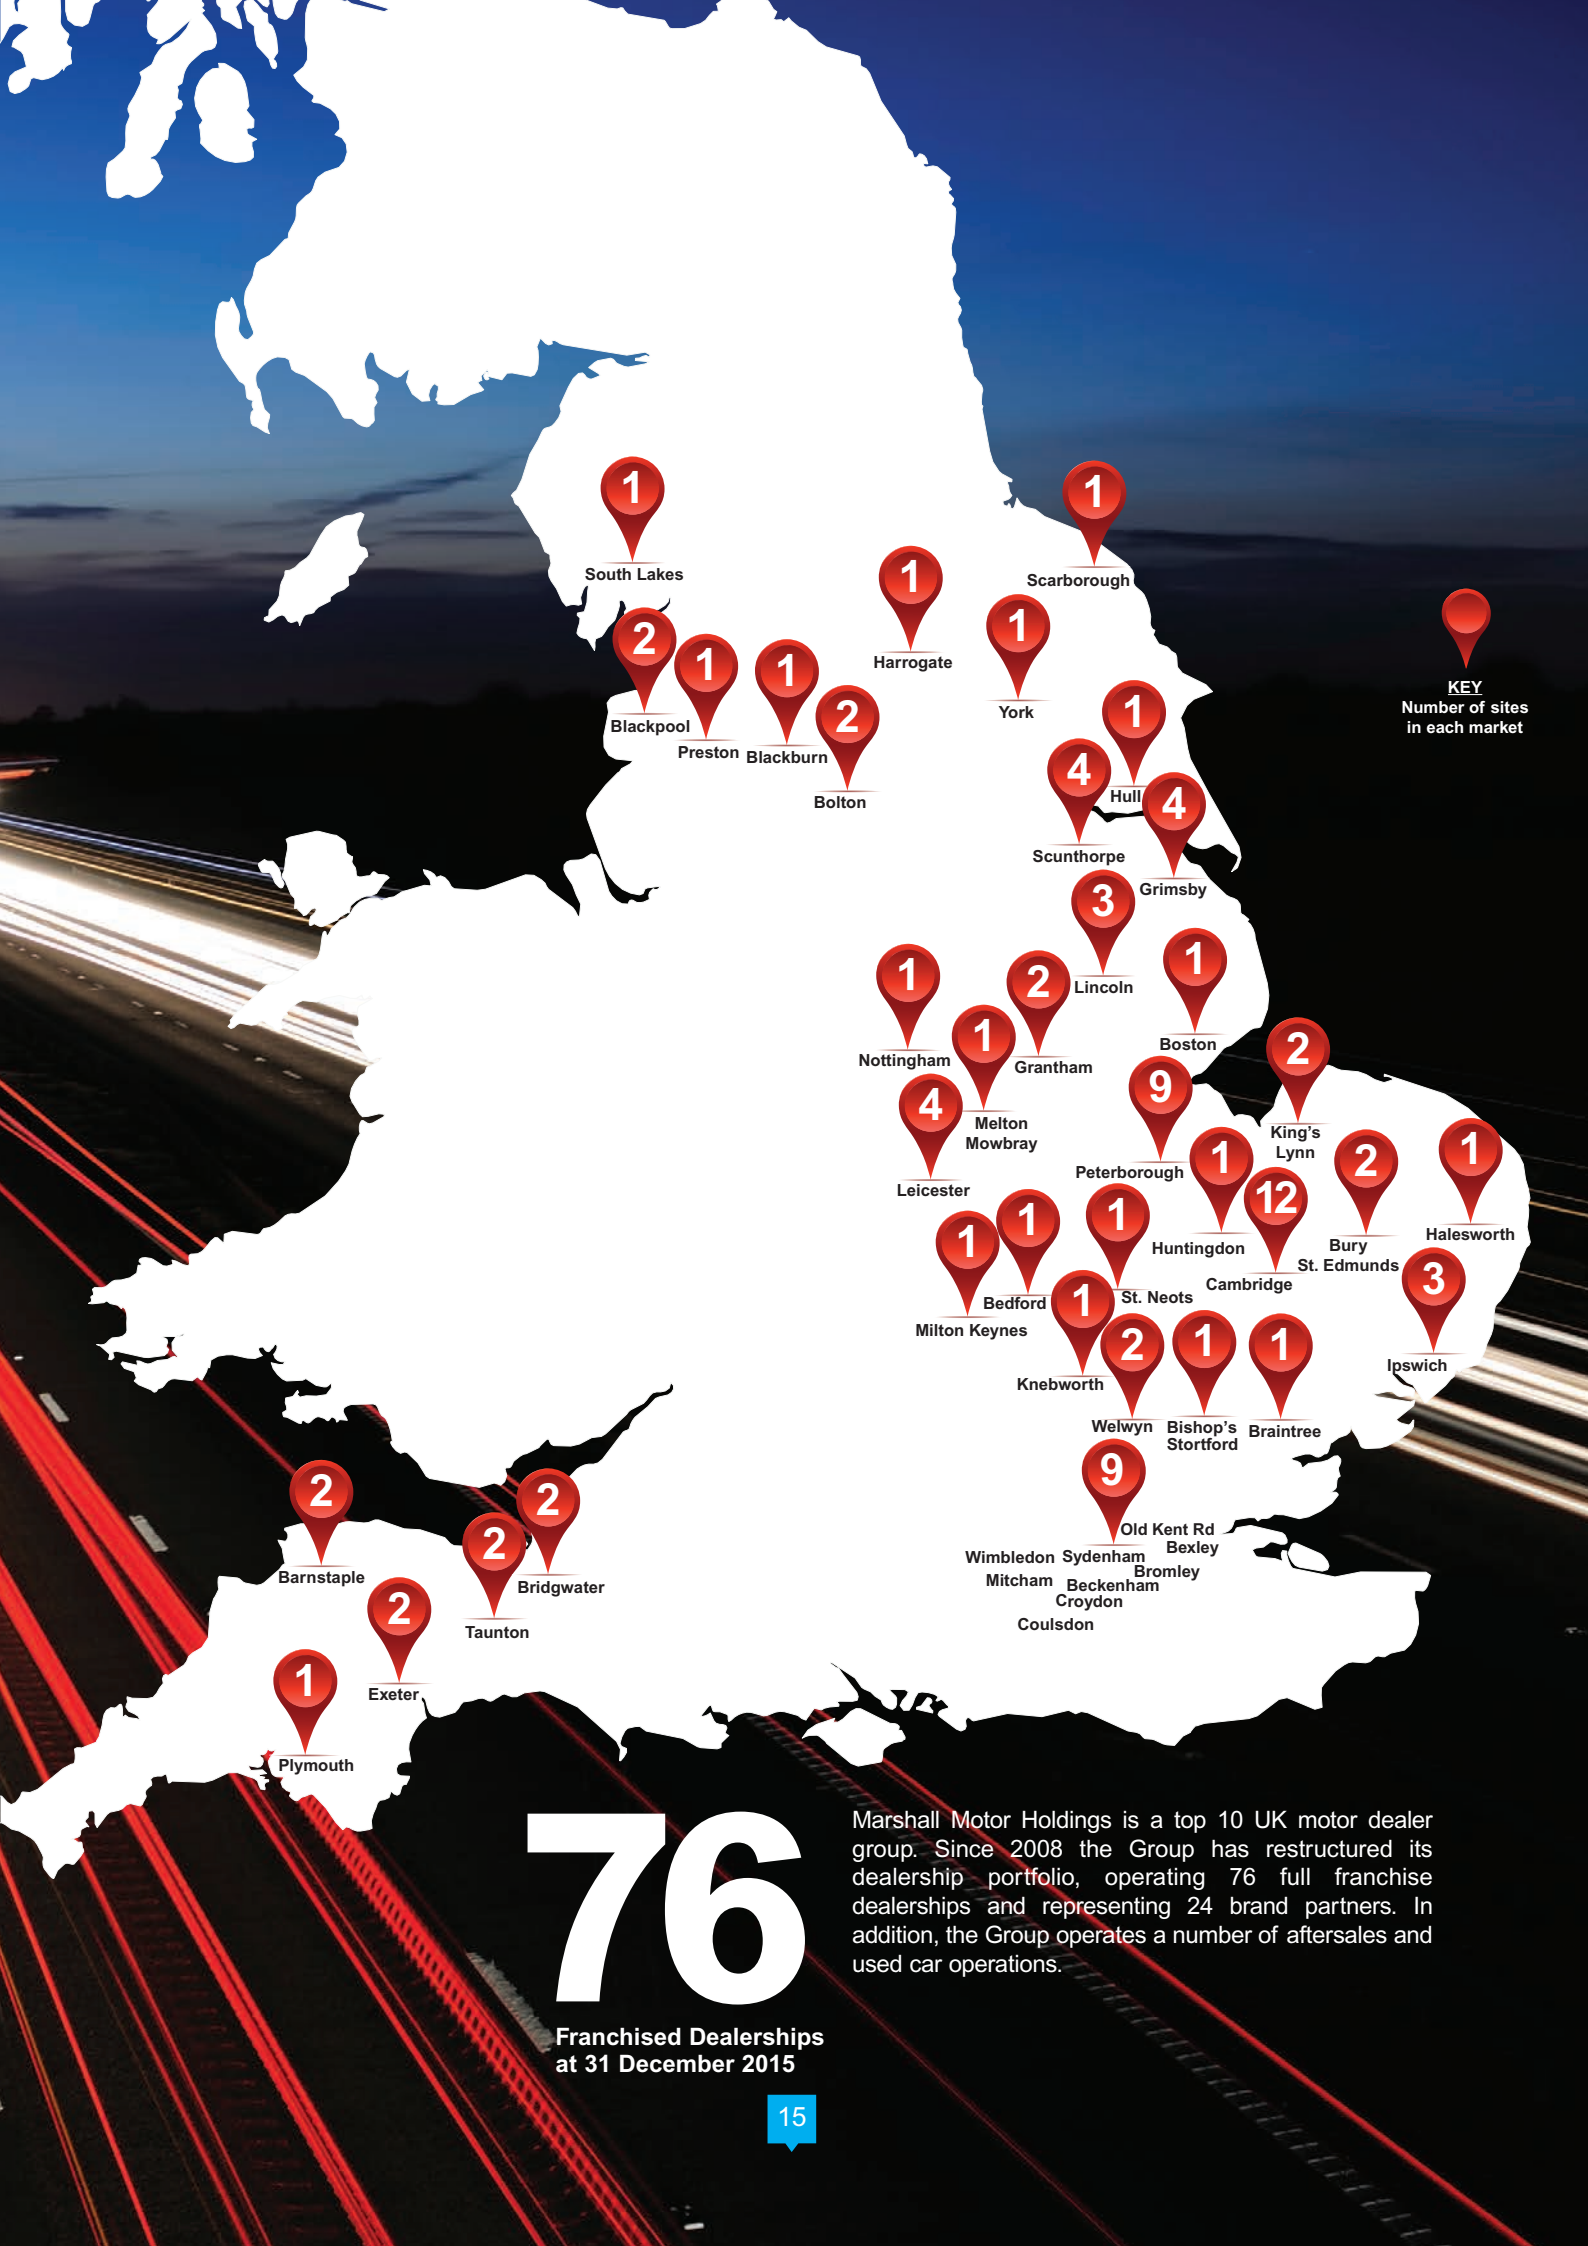 1
South Lakes
1
Scarborough
1
Harrogate
1
York
2
Blackpool
1
Preston
1
Blackburn
2
Bolton
KEY
Number of sites
in each market
1
Hull
4
Scunthorpe
4
Grimsby
3
Lincoln
1
Boston
1
Nottingham
2
Grantham
1
Melton
Mowbray
4
Leicester
9
Peterborough
2
King's
Lynn
1
Huntingdon
12
Cambridge
2
Bury
St. Edmunds
1
Halesworth
3
Ipswich
1
Milton Keynes
1
Bedford
1
St. Neots
1
Knebworth
2
Welwyn
1
Bishop's
Stortford
1
Braintree
9
Old Kent Rd
Bexley
Wimbledon
Sydenham
Bromley
Mitcham
Beckenham
Croydon
Coulsdon
2
Barnstaple
2
Bridgwater
2
Taunton
2
Exeter
1
Plymouth
76
Franchised Dealerships
at 31 December 2015
Marshall Motor Holdings is a top 10 UK motor dealer
group. Since 2008 the Group has restructured its
dealership portfolio, operating 76 full franchise
dealerships and representing 24 brand partners. In
addition, the Group operates a number of aftersales and
used car operations.
15